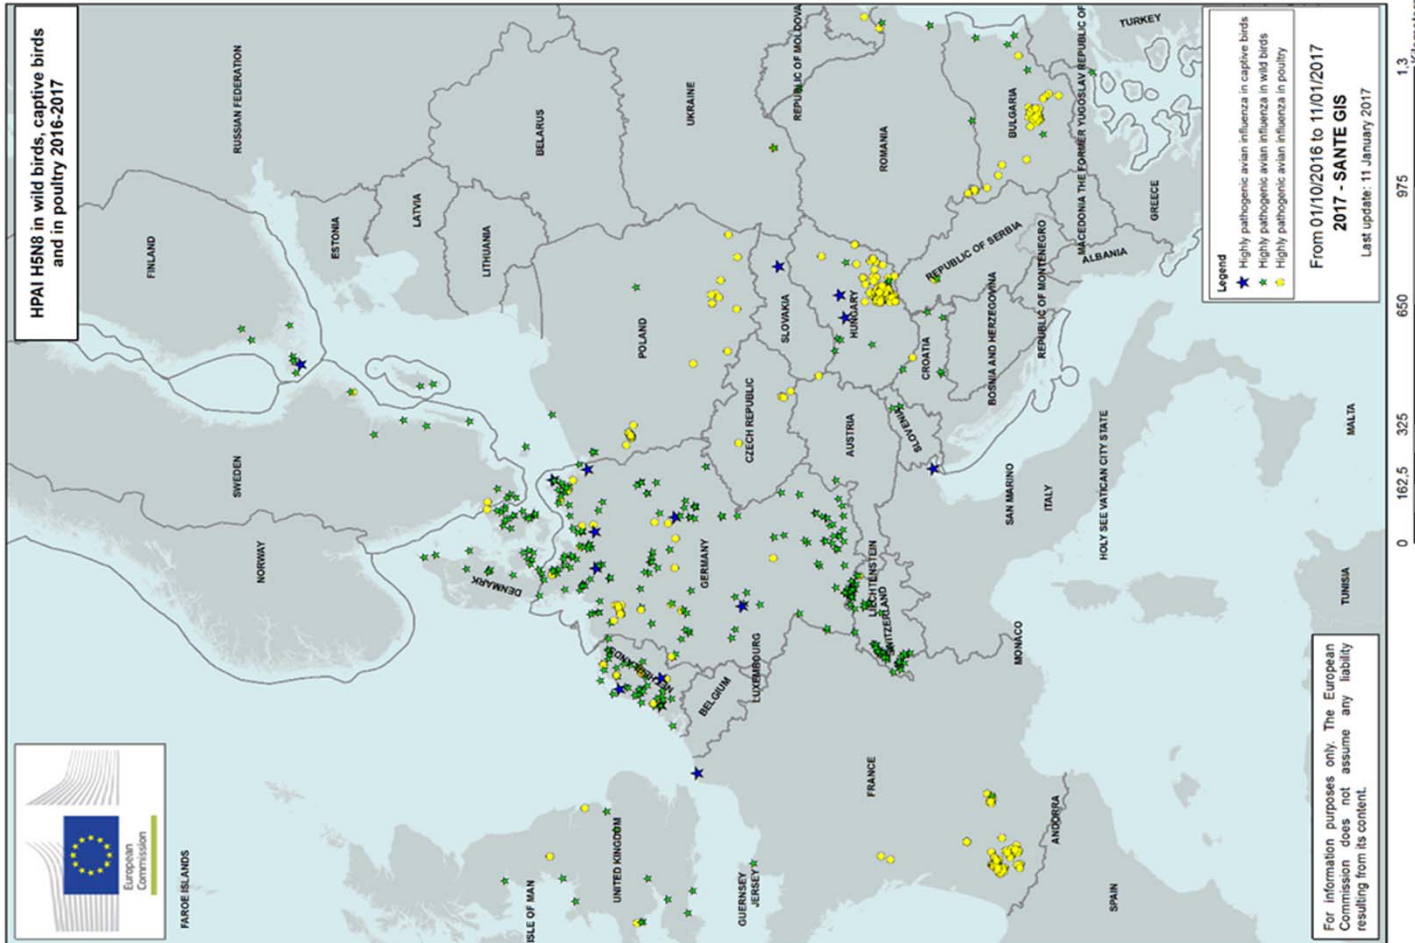 HPAI H5N8 in wild birds, captive birds
and in poultry 2016-2017
European
Commission
FAROE ISLANDS
NORWAY
SWEDEN
FINLAND
RUSSIAN FEDERATION
ESTONIA
LATVIA
LITHUANIA
BELARUS
DENMARK
ISLE OF MAN
UNITED KINGDOM
NETHERLANDS
GERMANY
POLAND
UKRAINE
BELGIUM
LUXEMBOURG
GUERNSEY
JERSEY
CZECH REPUBLIC
SLOVAKIA
REPUBLIC OF MOLDOVA
FRANCE
LIECHTENSTEIN
SWITZERLAND
AUSTRIA
HUNGARY
ROMANIA
SLOVENIA
CROATIA
REPUBLIC OF SERBIA
BOSNIA AND HERZEGOVINA
BULGARIA
REPUBLIC OF MONTENEGRO
MACEDONIA THE FORMER YUGOSLAV REPUBLIC OF
TURKEY
MONACO
SAN MARINO
ITALY
ANDORRA
ALBANIA
GREECE
SPAIN
HOLY SEE VATICAN CITY STATE
TUNISIA
MALTA
Legend
Highly pathogenic avian influenza in captive birds
Highly pathogenic avian influenza in wild birds
Highly pathogenic avian influenza in poultry
From 01/10/2016 to 11/01/2017
2017 - SANTE GIS
Last update: 11 January 2017
For information purposes only. The European
Commission does not assume any liability
resulting from its content.
0 162,5 325 650 975 1.3